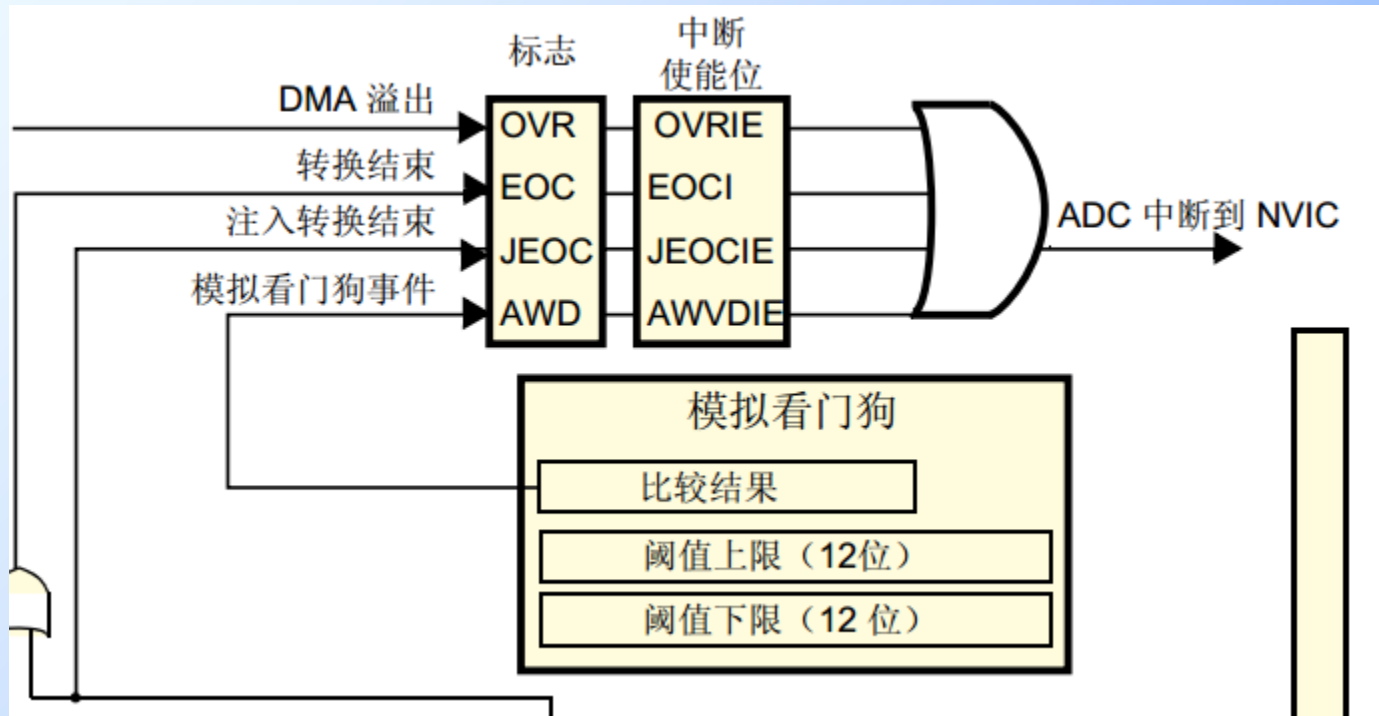 标志
中断
使能位
DMA 溢出
OVR
OVRIE
转换结束
EOC
EOCI
注入转换结束
JEOC
JEOCIE
模拟看门狗事件
AWD
AWVDIE
ADC 中断到 NVIC
模拟看门狗
比较结果
阈值上限（12位）
阈值下限（12 位）